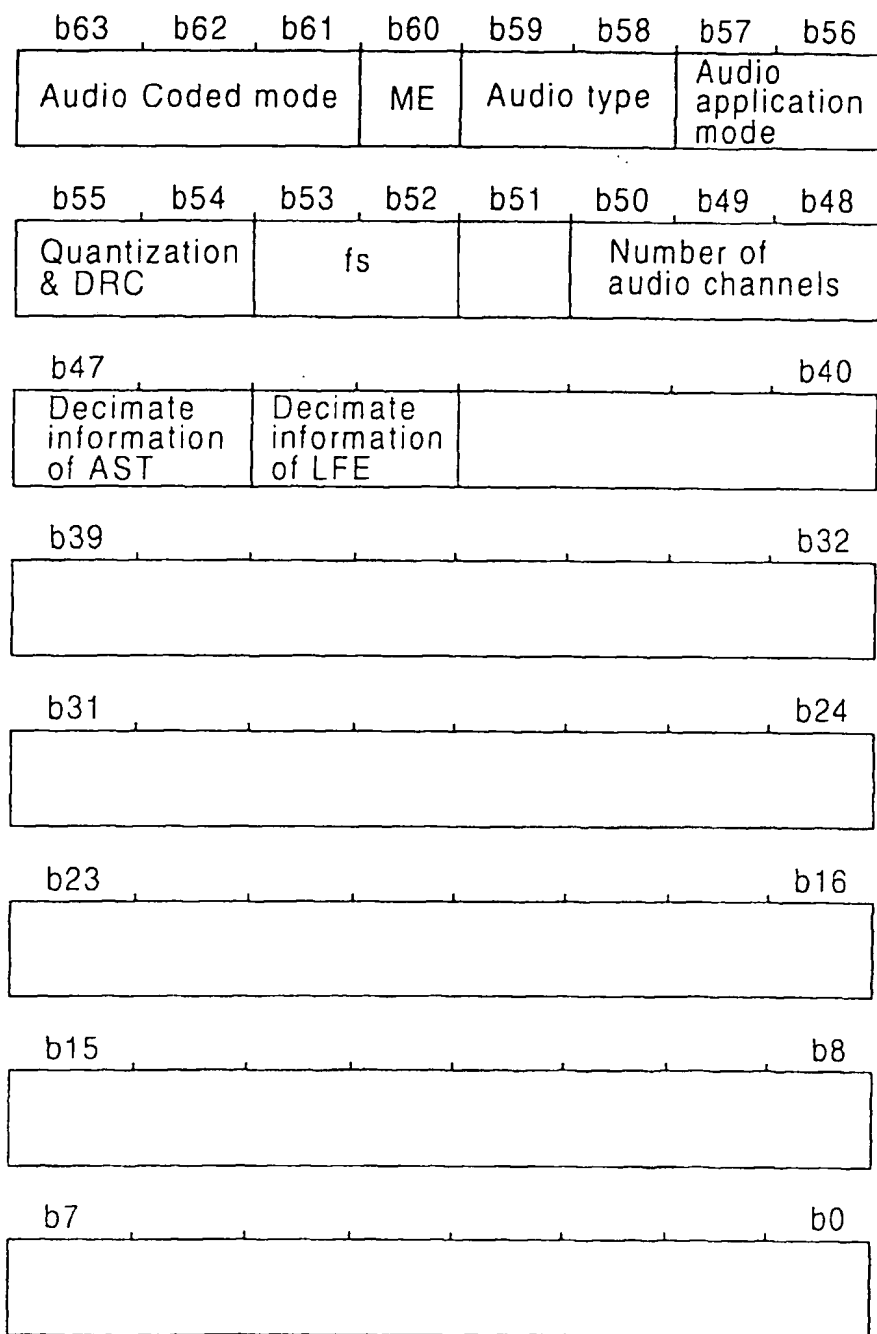 b63 b62 b61 b60 b59 b58 b57 b56
Audio Coded mode ME Audio type Audio
application
mode
b55 b54 b53 b52 b51 b50 b49 b48
Quantization fs Number of
& DRC audio channels
b47 b40
Decimate Decimate
information information
of AST of LFE
b39 b32
b31 b24
b23 b16
b15 b8
b7 b0